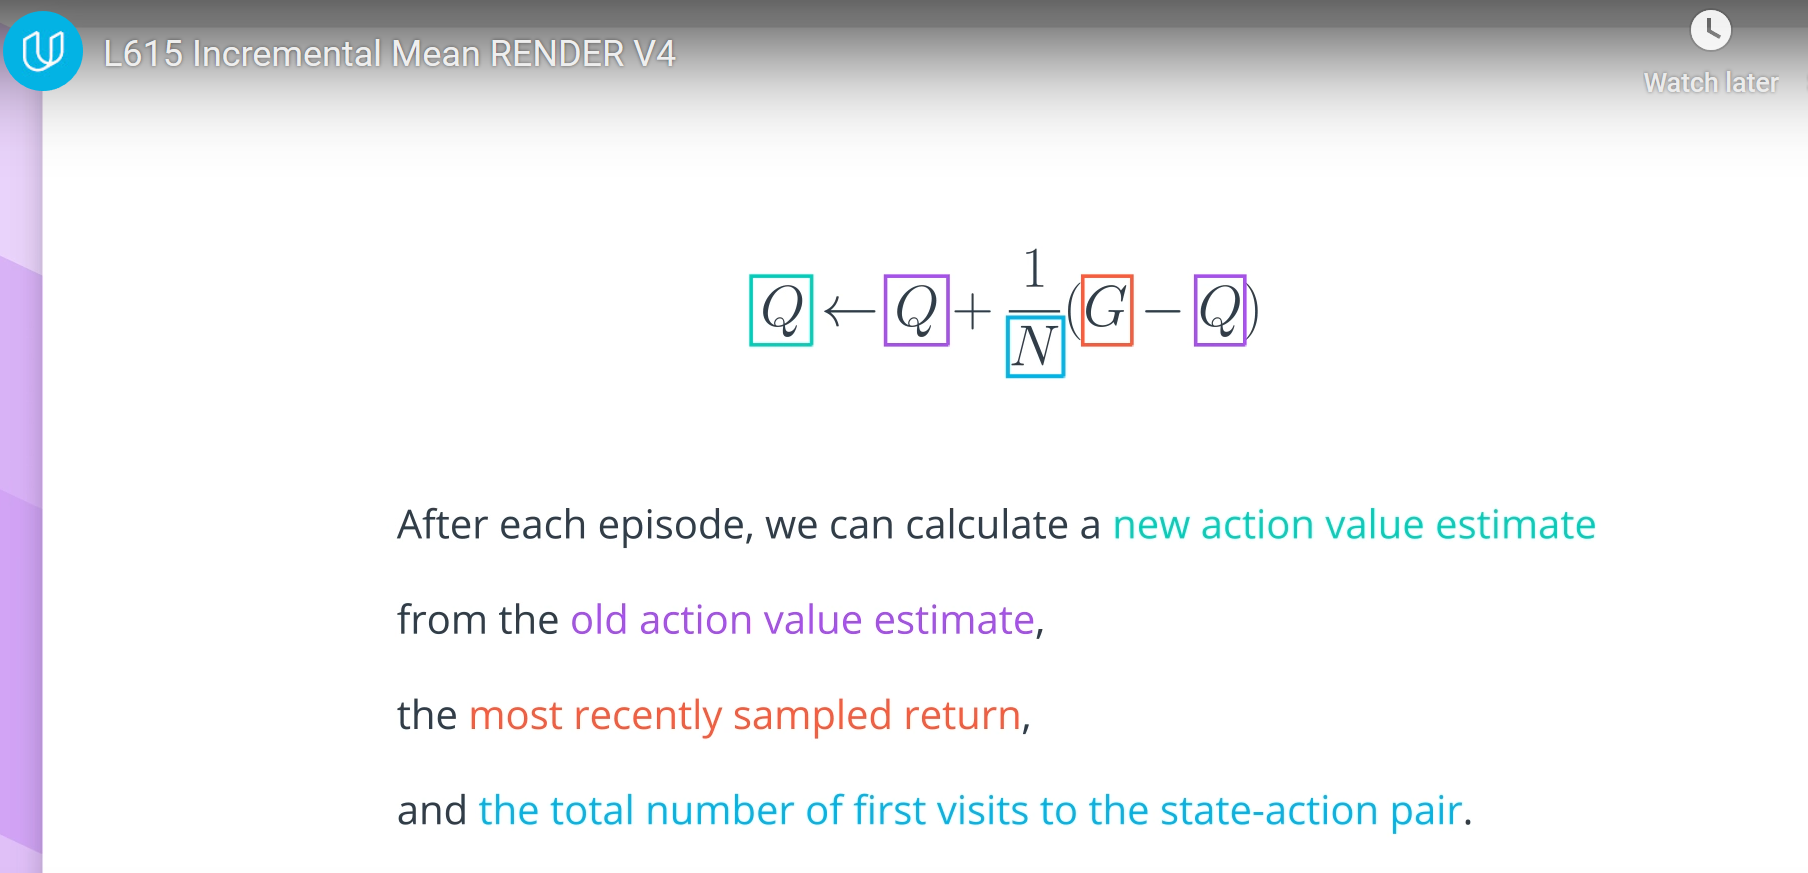 L615 Incremental Mean RENDER V4
Watch later
Q ← Q + 1/N (G − Q)
After each episode, we can calculate a new action value estimate
from the old action value estimate,
the most recently sampled return,
and the total number of first visits to the state-action pair.